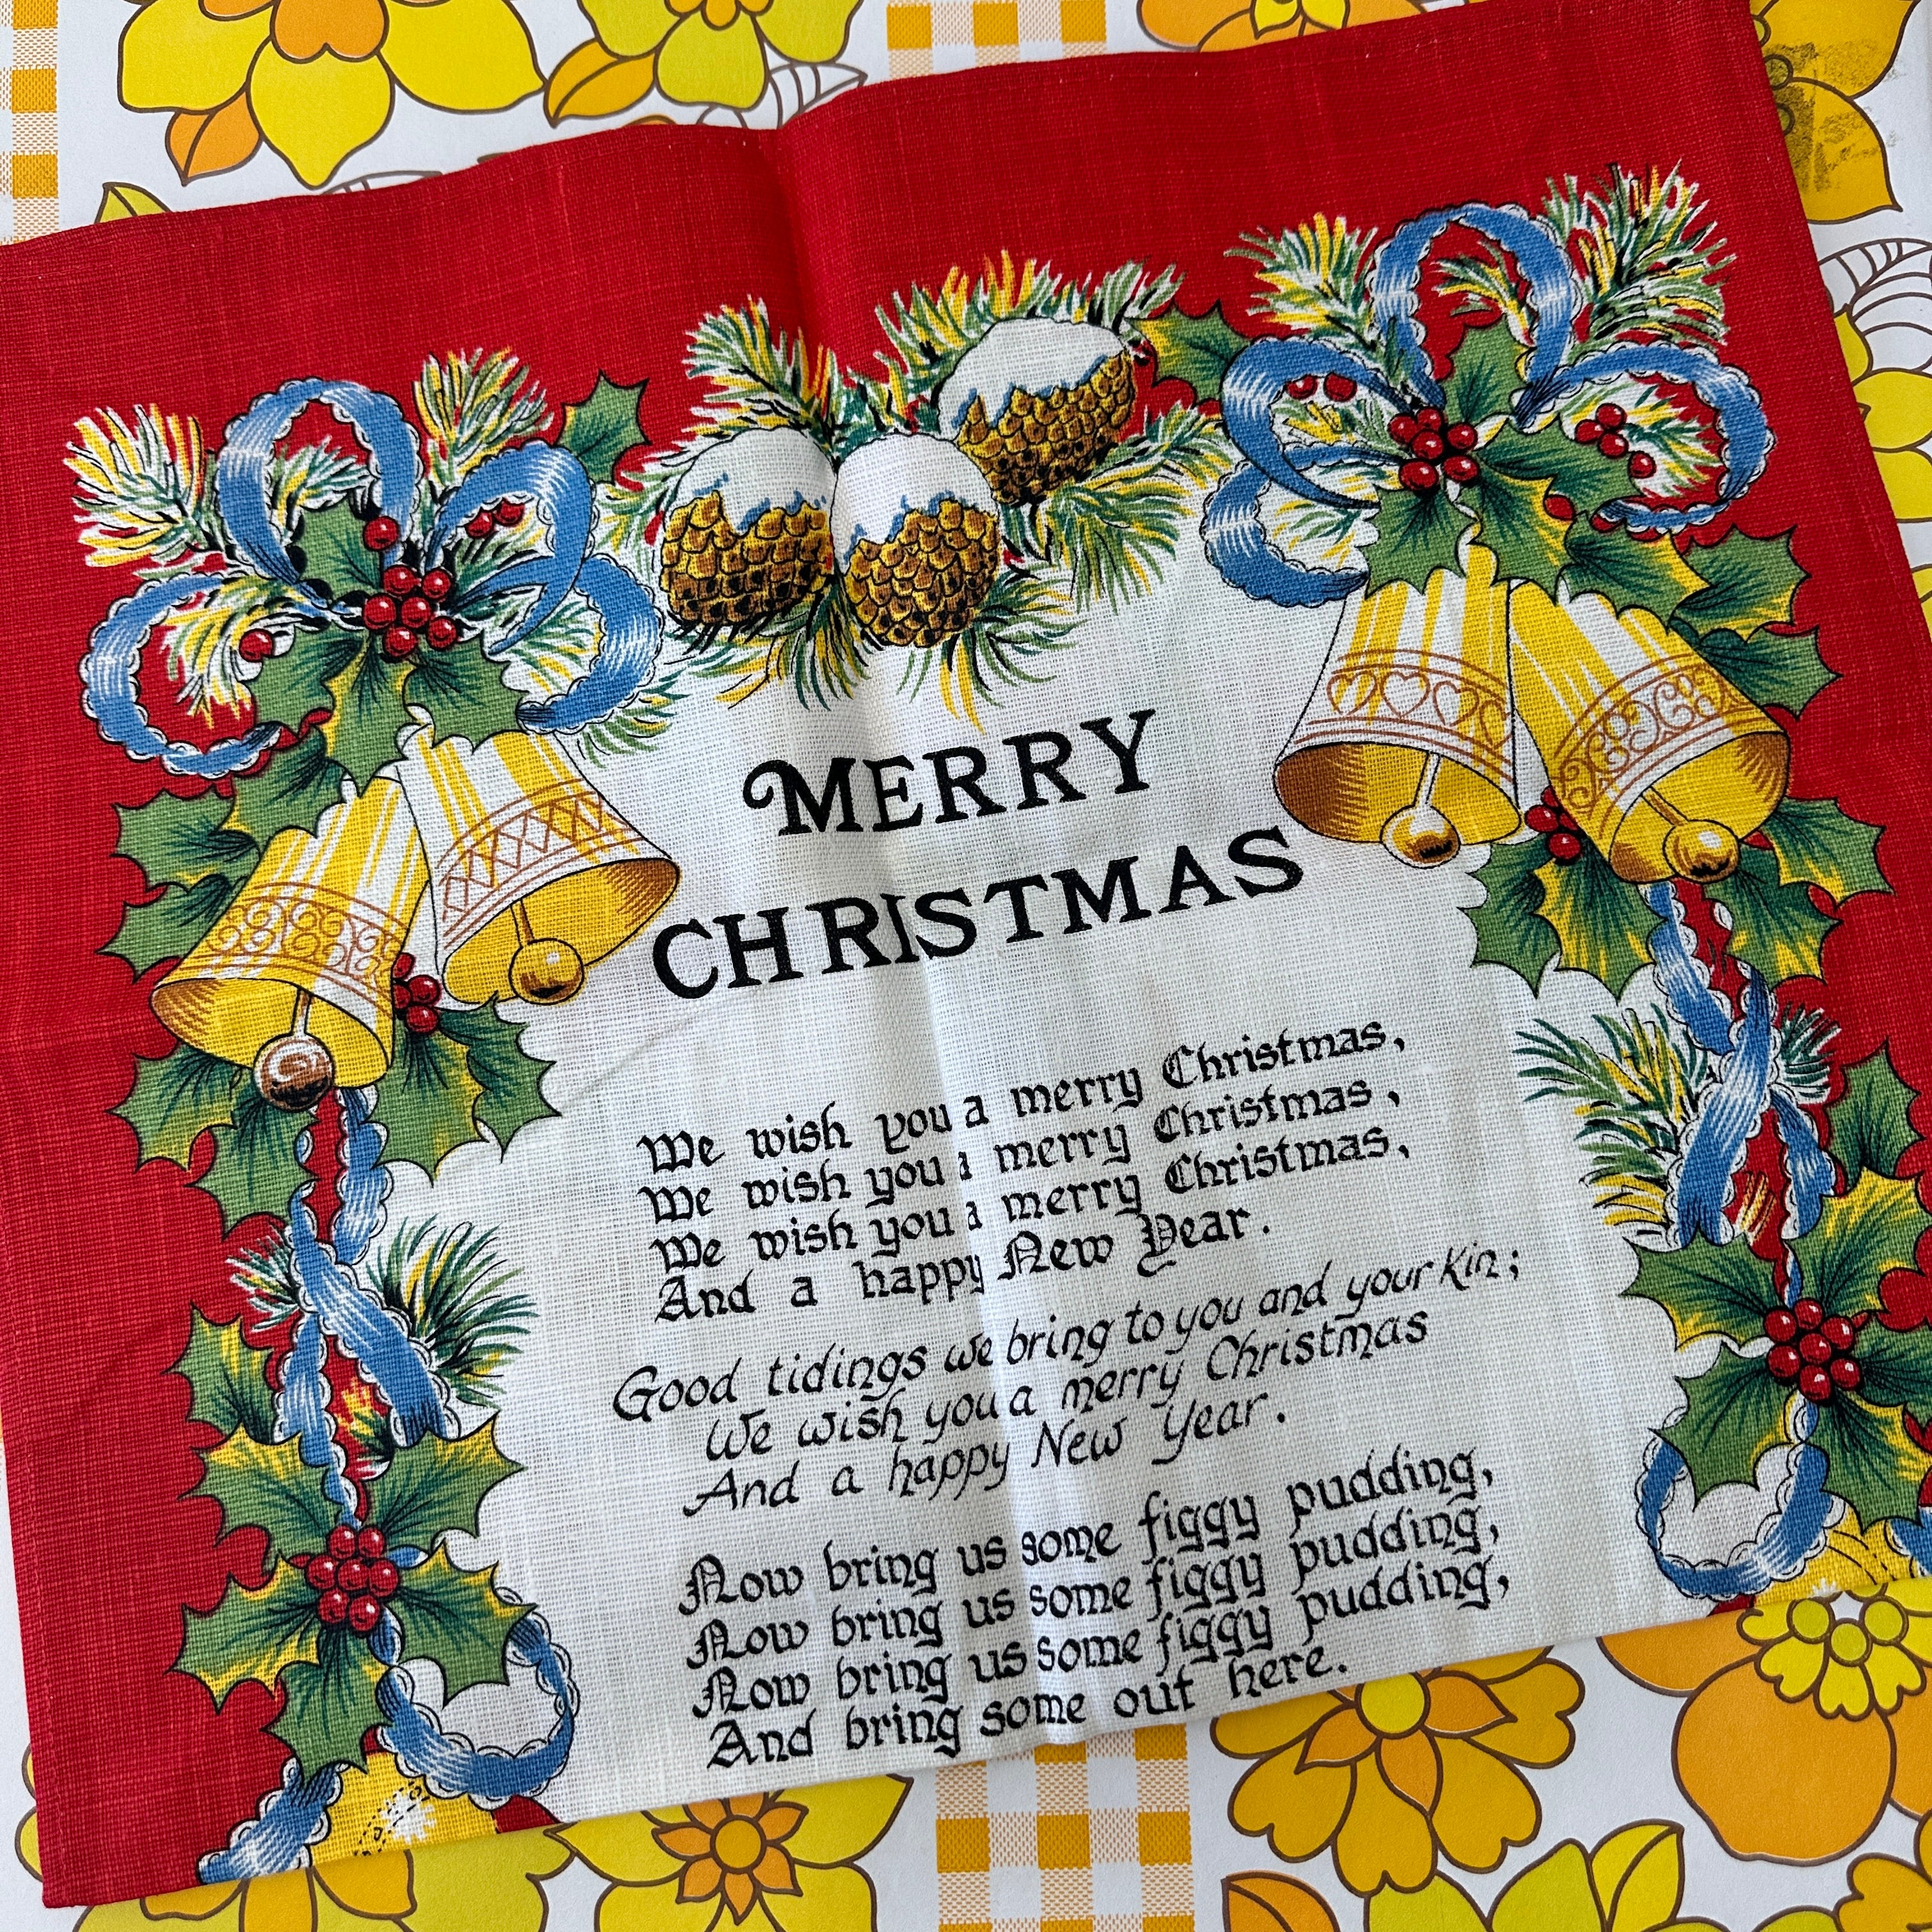 MERRY
CHRISTMAS
We wish you a merry Christmas,
We wish you a merry Christmas,
We wish you a merry Christmas,
And a happy New Year.
Good tidings we bring to you and your kin;
We wish you a merry Christmas
And a happy New Year.
Now bring us some figgy pudding,
Now bring us some figgy pudding,
Now bring us some figgy pudding,
And bring some out here.